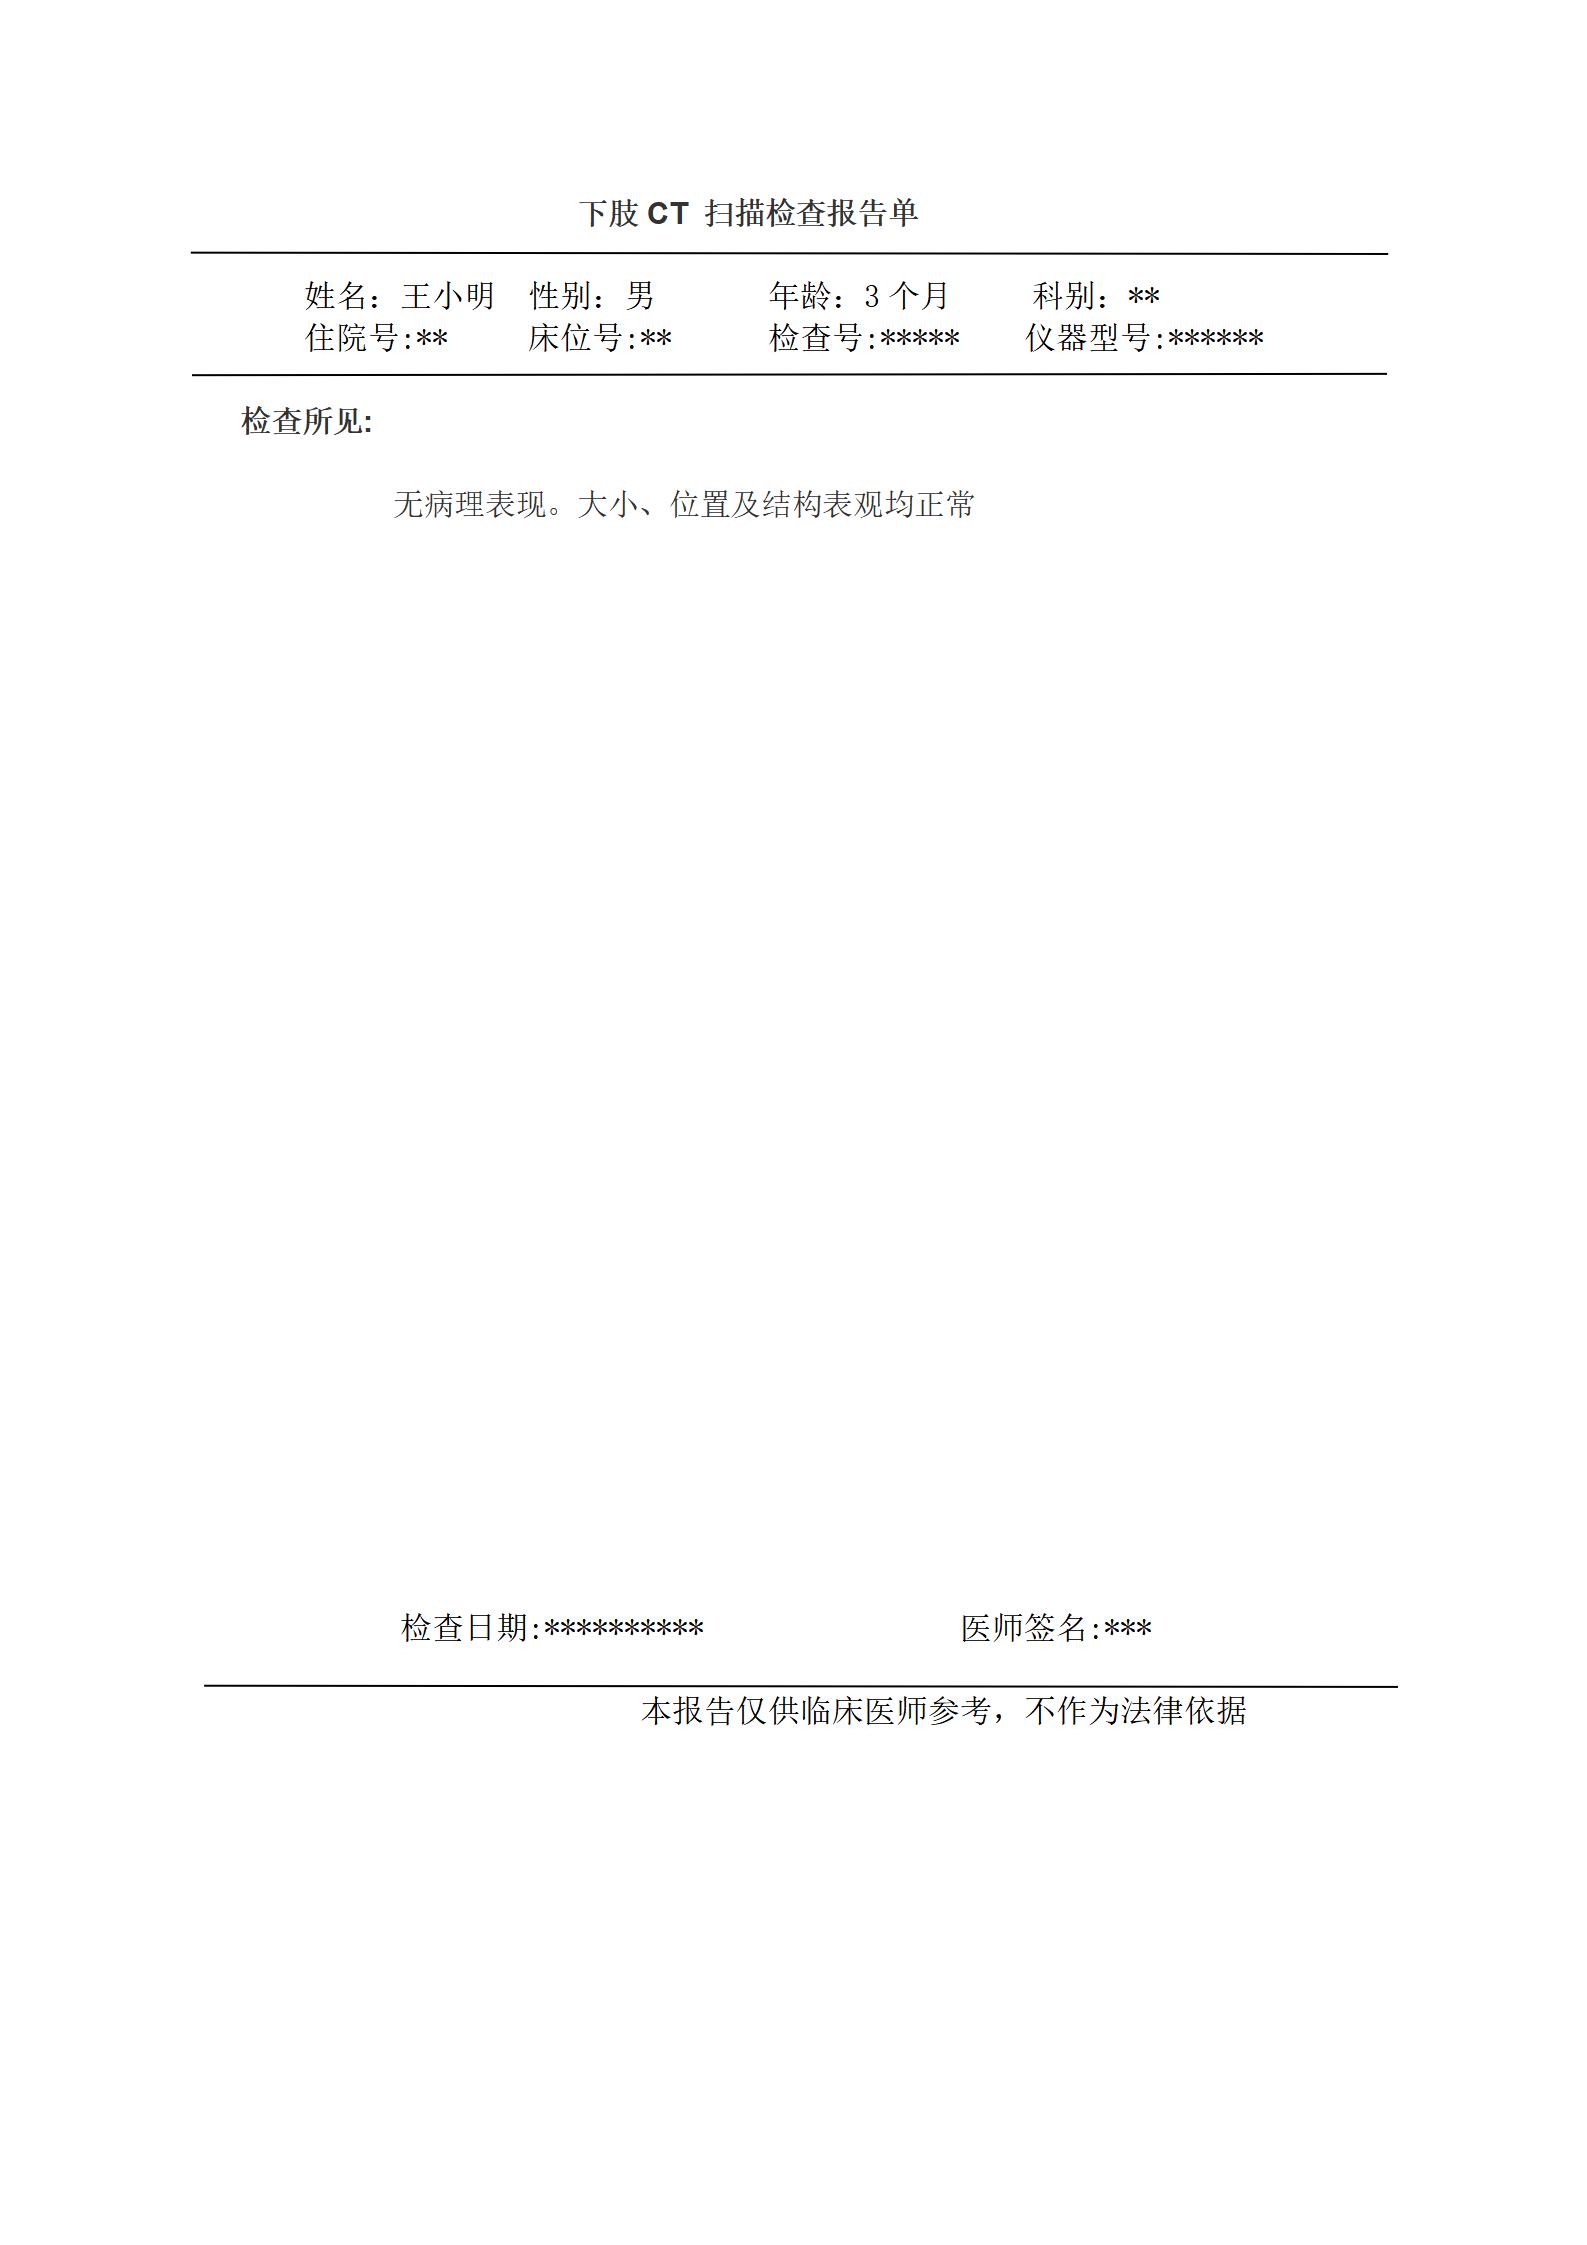 下肢CT 扫描检查报告单
姓名：王小明 性别：男 年龄：3个月 科别：**
住院号:** 床位号:** 检查号:***** 仪器型号:******
检查所见:
无病理表现。大小、位置及结构表观均正常
检查日期:********** 医师签名:***
本报告仅供临床医师参考，不作为法律依据